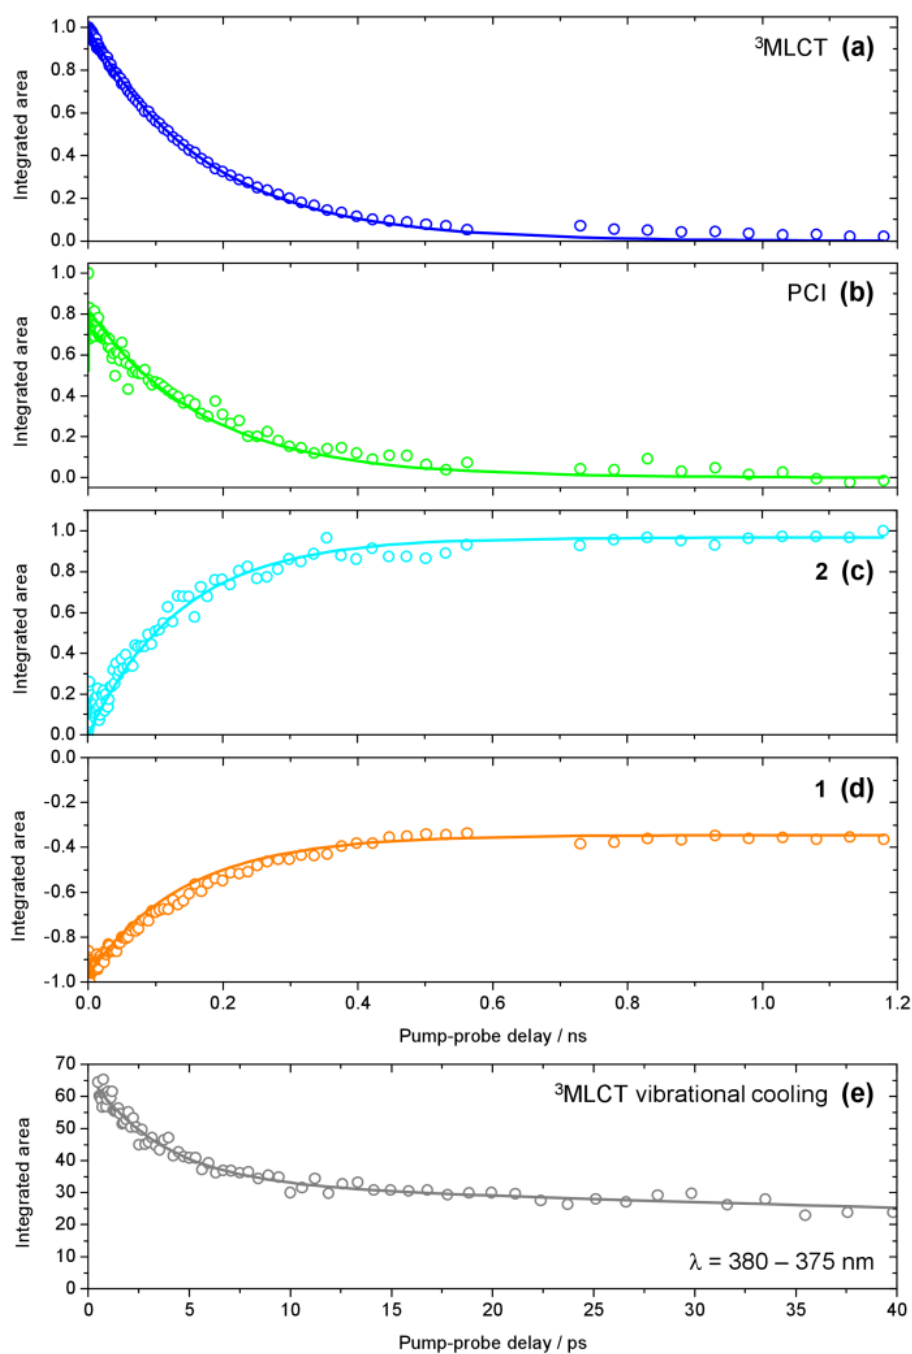 ³MLCT (a)
Integrated area
1.0
0.8
0.6
0.4
0.2
0.0
PCI (b)
Integrated area
1.0
0.8
0.6
0.4
0.2
0.0
2 (c)
Integrated area
1.0
0.8
0.6
0.4
0.2
0.0
1 (d)
Integrated area
0.0
-0.4
-0.6
-0.8
-1.0
0.0 0.2 0.4 0.6 0.8 1.0 1.2
Pump-probe delay / ns
³MLCT vibrational cooling (e)
Integrated area
70
60
50
40
30
20
10
0
λ = 380 – 375 nm
0 5 10 15 20 25 30 35 40
Pump-probe delay / ps